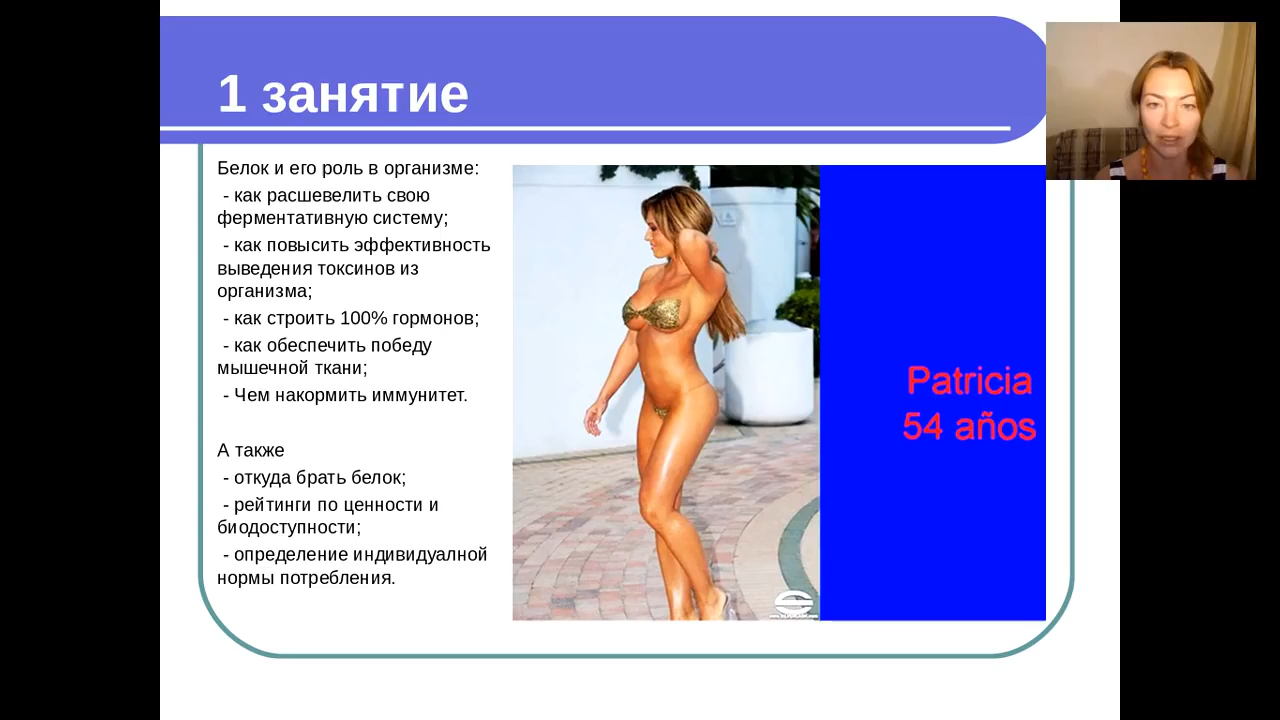 1 занятие
Белок и его роль в организме:
- как расшевелить свою
ферментативную систему;
- как повысить эффективность
выведения токсинов из
организма;
- как строить 100% гормонов;
- как обеспечить победу
мышечной ткани;
- Чем накормить иммунитет.
А также
- откуда брать белок;
- рейтинги по ценности и
биодоступности;
- определение индивидуалной
нормы потребления.
Patricia
54 años